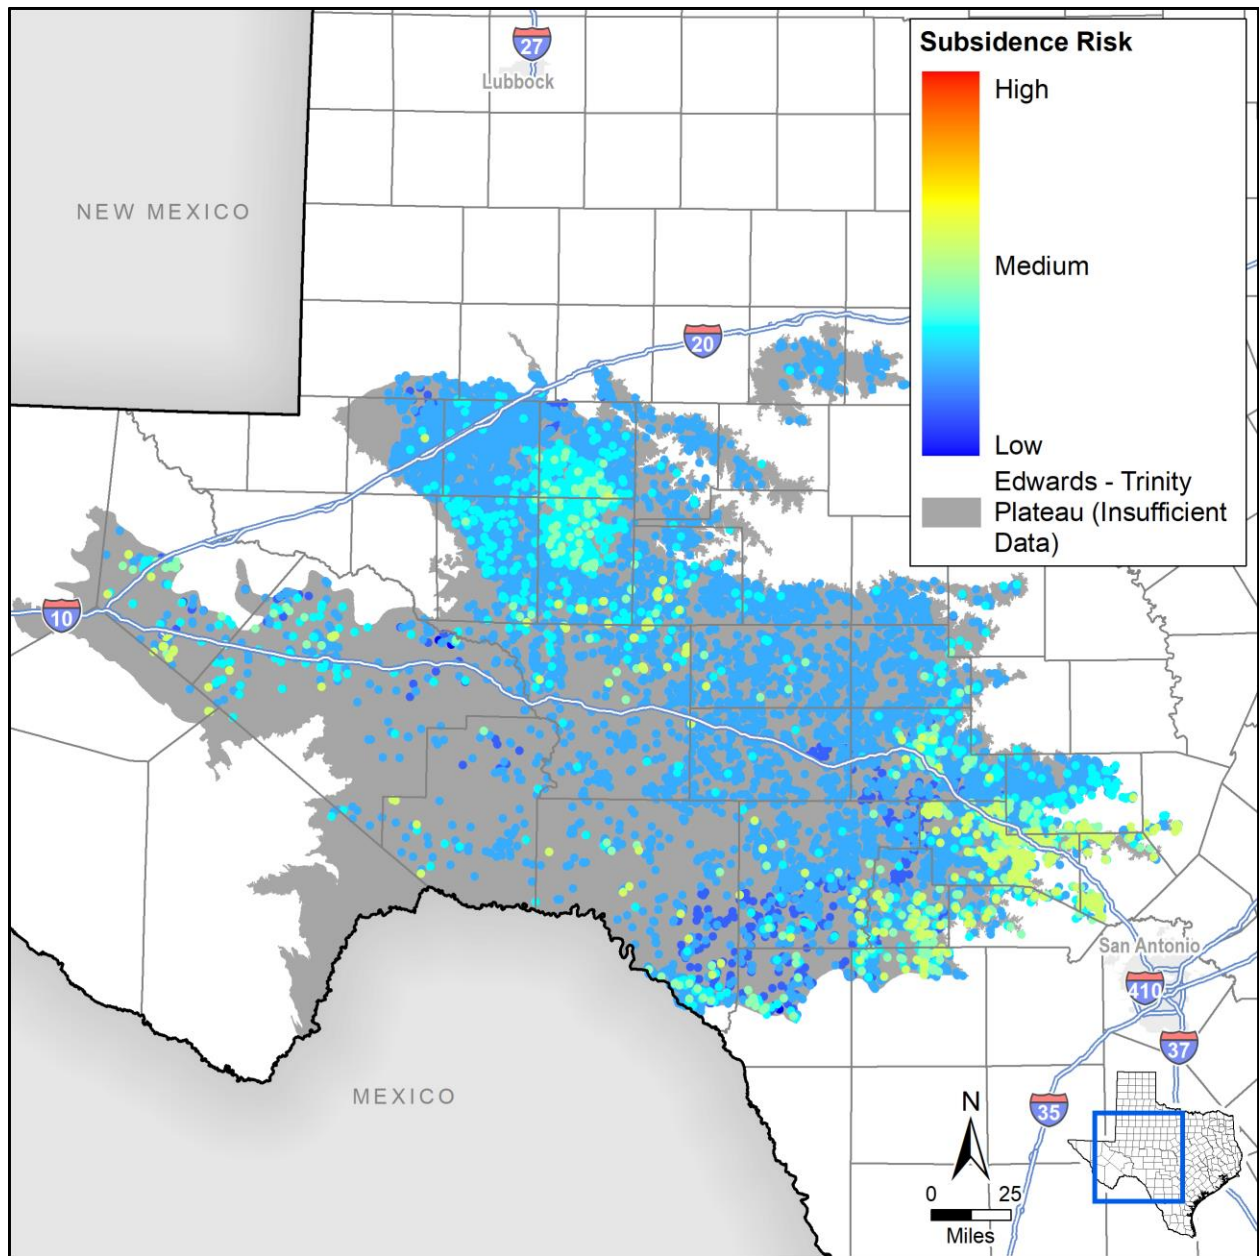 27
Lubbock
Subsidence Risk
High
Medium
Low
Edwards - Trinity
Plateau (Insufficient
Data)
NEW MEXICO
20
10
San Antonio
410
37
35
MEXICO
N
0 25
Miles